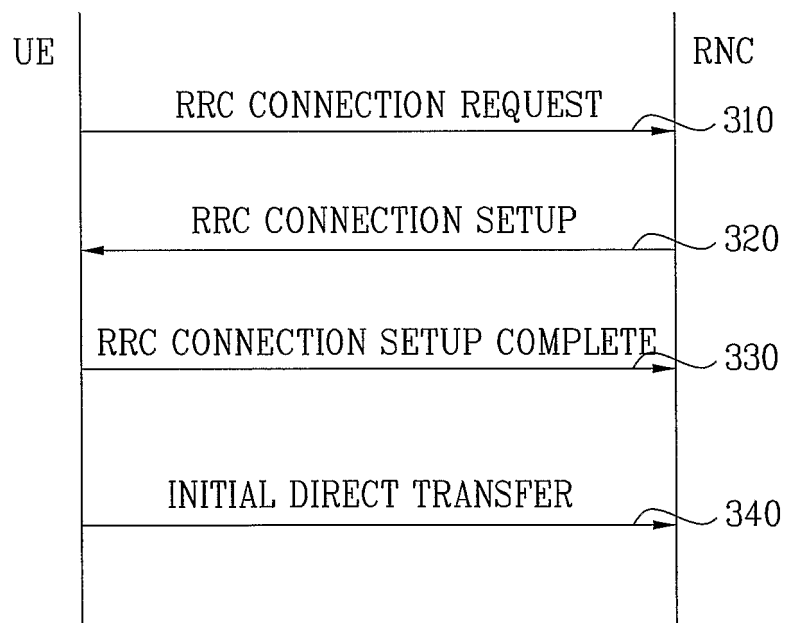 UE
RNC
RRC CONNECTION REQUEST
310
RRC CONNECTION SETUP
320
RRC CONNECTION SETUP COMPLETE
330
INITIAL DIRECT TRANSFER
340